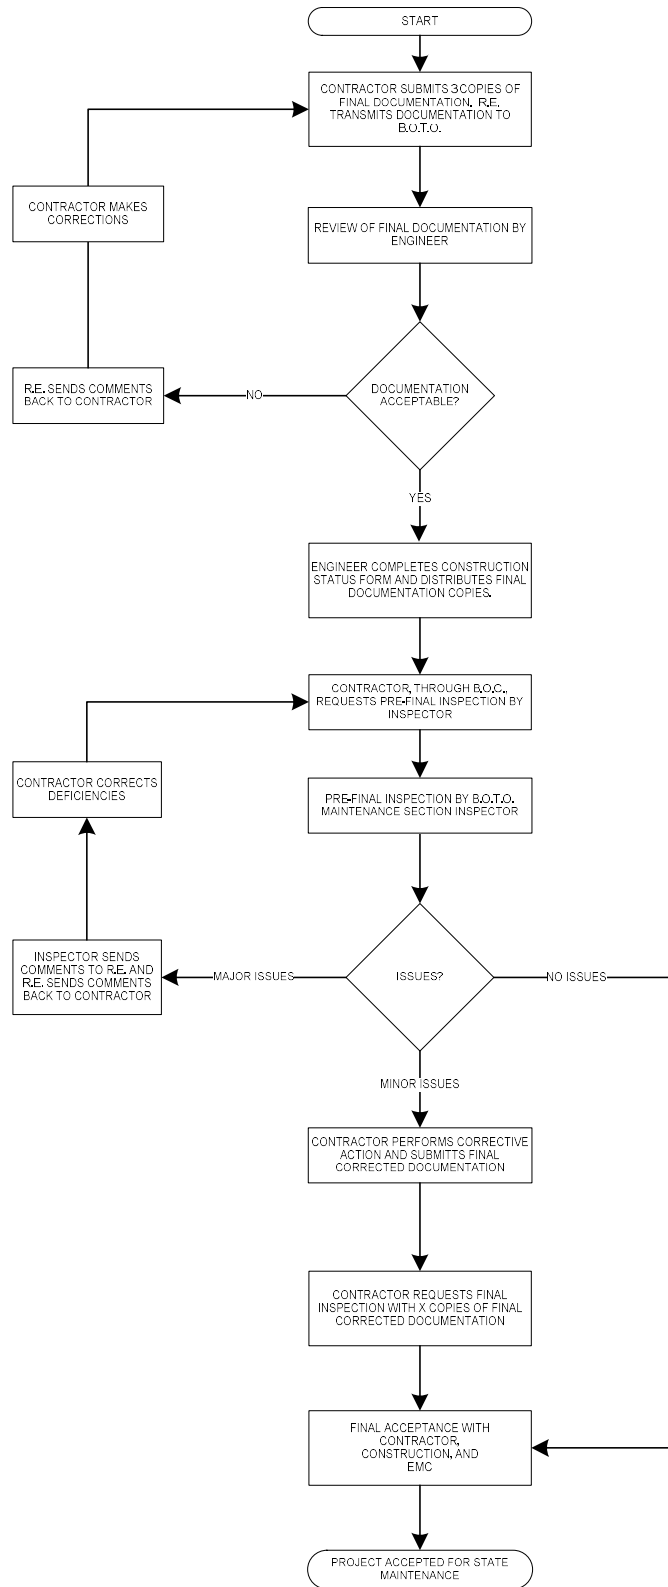 START
CONTRACTOR SUBMITS 3 COPIES OF
FINAL DOCUMENTATION. R.E.
TRANSMITS DOCUMENTATION TO
B.O.T.O.
CONTRACTOR MAKES
CORRECTIONS
REVIEW OF FINAL DOCUMENTATION BY
ENGINEER
R.E. SENDS COMMENTS
BACK TO CONTRACTOR
NO
DOCUMENTATION
ACCEPTABLE?
YES
ENGINEER COMPLETES CONSTRUCTION
STATUS FORM AND DISTRIBUTES FINAL
DOCUMENTATION COPIES.
CONTRACTOR, THROUGH B.O.C.,
REQUESTS PRE-FINAL INSPECTION BY
INSPECTOR
CONTRACTOR CORRECTS
DEFICIENCIES
PRE-FINAL INSPECTION BY B.O.T.O.
MAINTENANCE SECTION INSPECTOR
INSPECTOR SENDS
COMMENTS TO R.E. AND
R.E. SENDS COMMENTS
BACK TO CONTRACTOR
MAJOR ISSUES
ISSUES?
NO ISSUES
MINOR ISSUES
CONTRACTOR PERFORMS CORRECTIVE
ACTION AND SUBMITTS FINAL
CORRECTED DOCUMENTATION
CONTRACTOR REQUESTS FINAL
INSPECTION WITH X COPIES OF FINAL
CORRECTED DOCUMENTATION
FINAL ACCEPTANCE WITH
CONTRACTOR,
CONSTRUCTION, AND
EMC
PROJECT ACCEPTED FOR STATE
MAINTENANCE